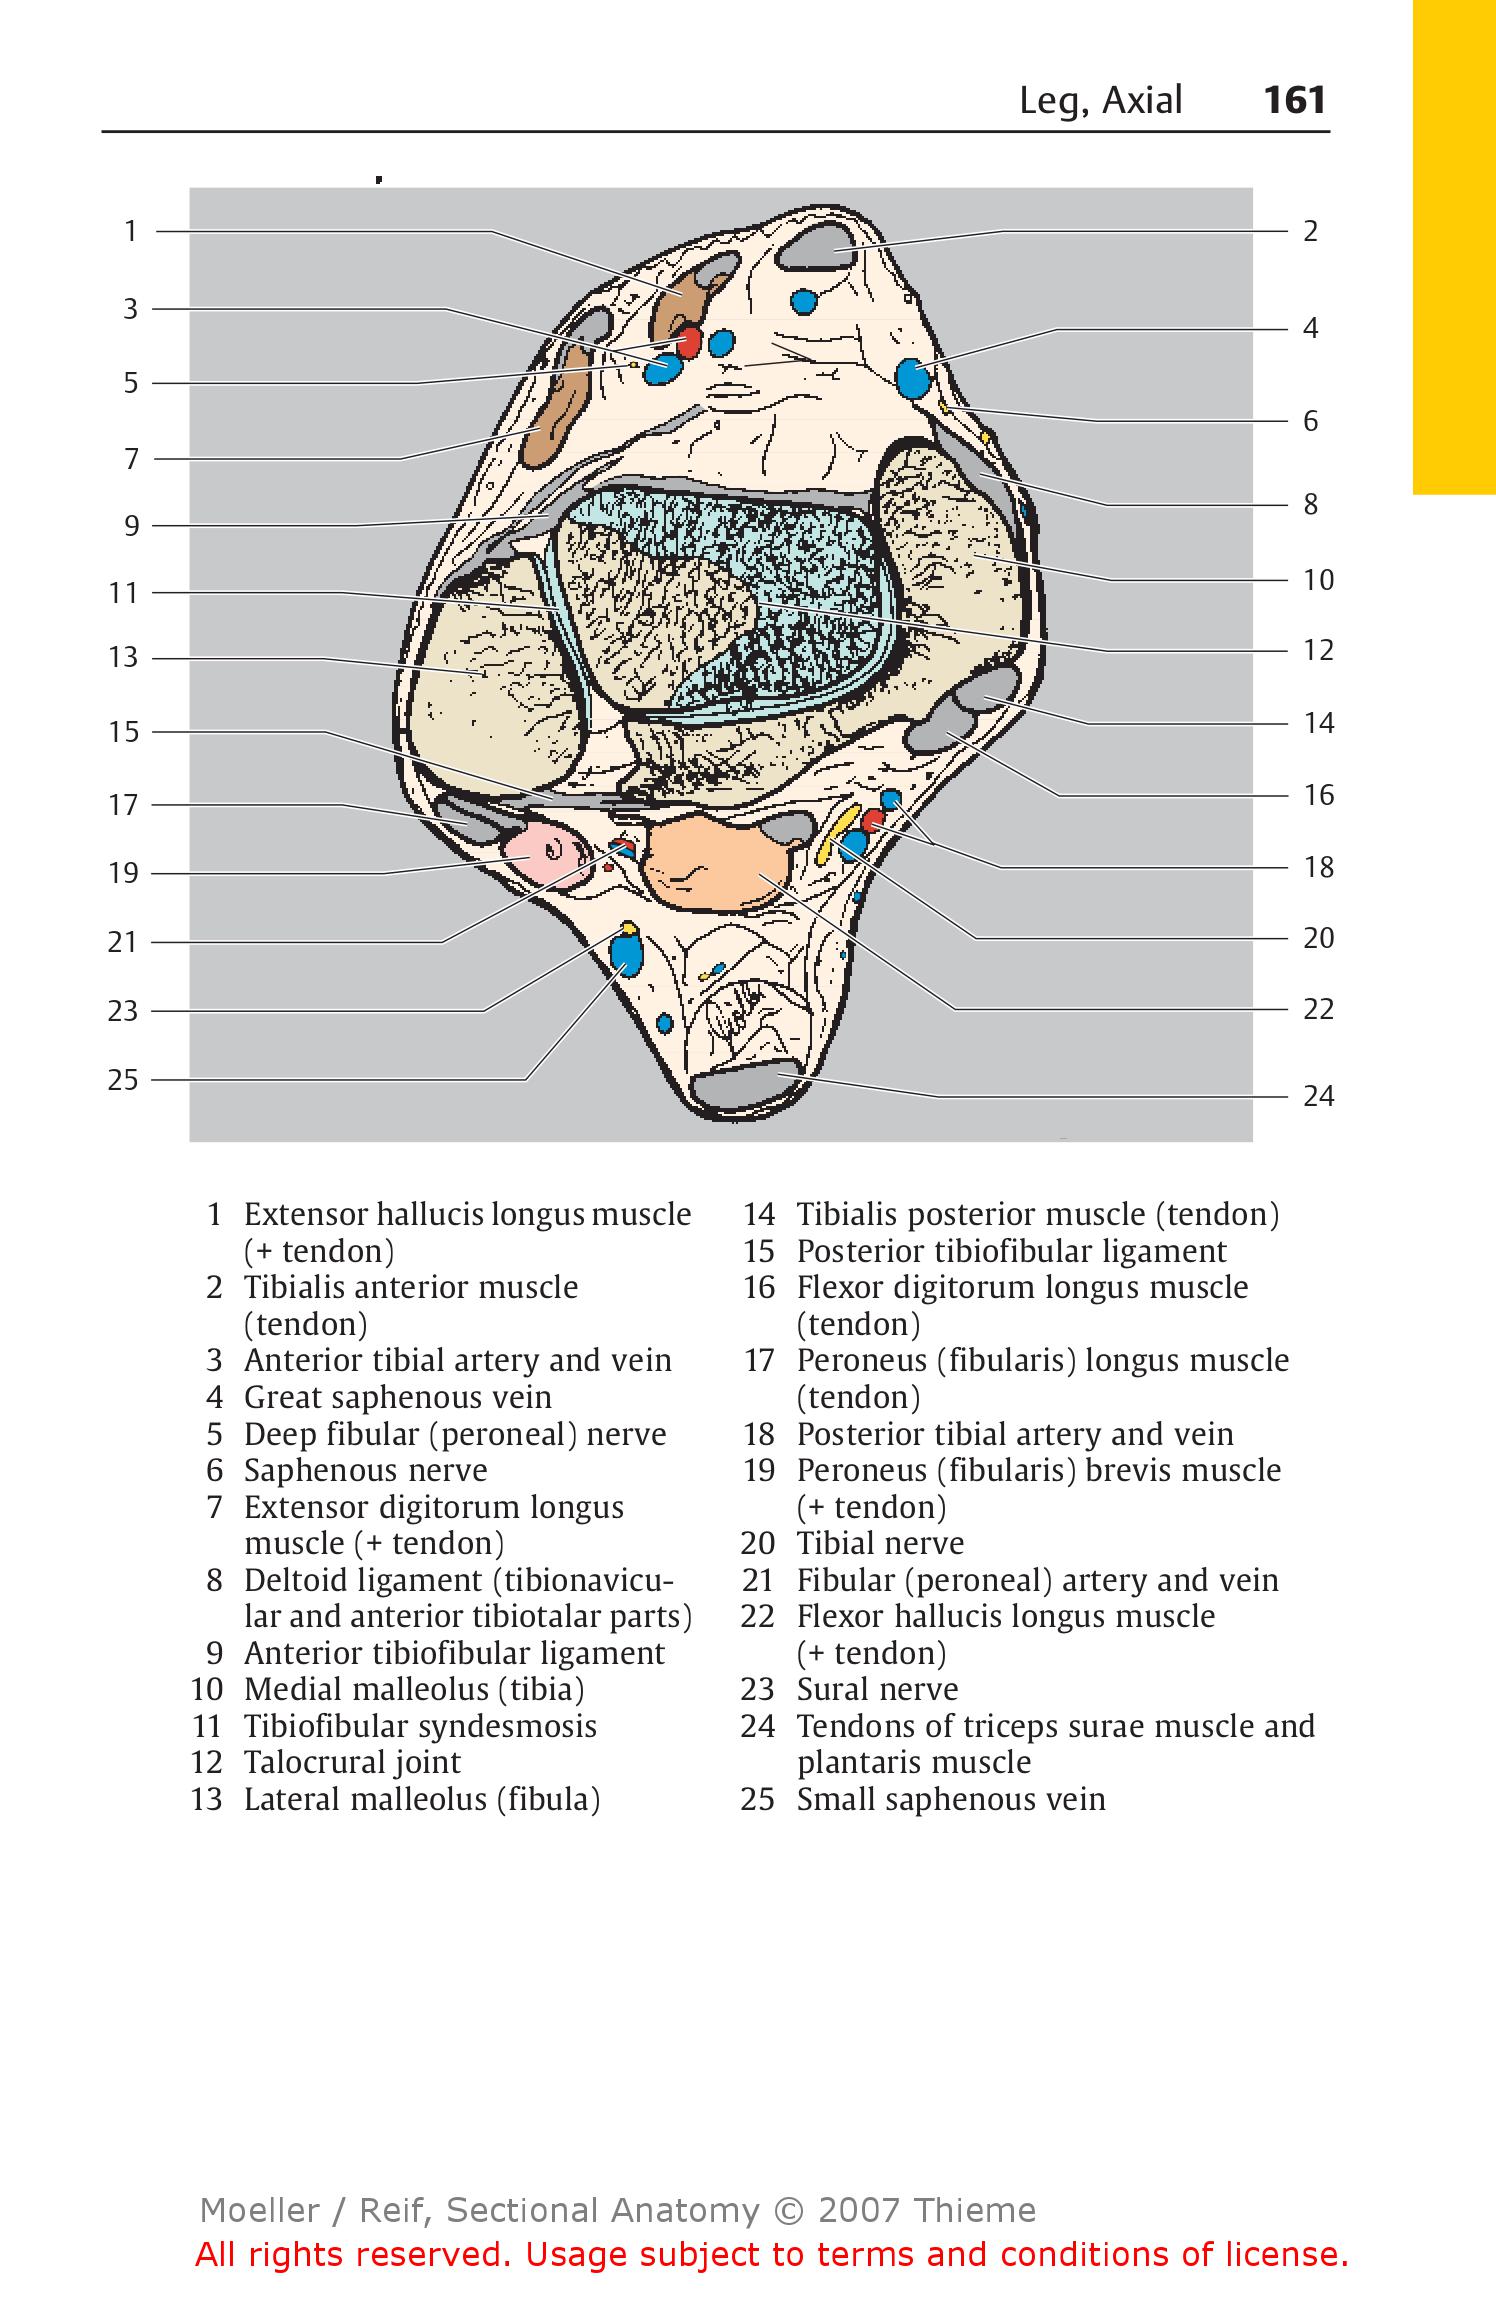 Leg, Axial 161
1 2
3 4
5 6
7 8
9 10
11 12
13 14
15 16
17 18
19 20
21 22
23 24
25
1 Extensor hallucis longus muscle
(+ tendon)
2 Tibialis anterior muscle
(tendon)
3 Anterior tibial artery and vein
4 Great saphenous vein
5 Deep fibular (peroneal) nerve
6 Saphenous nerve
7 Extensor digitorum longus
muscle (+ tendon)
8 Deltoid ligament (tibionavicu-
lar and anterior tibiotalar parts)
9 Anterior tibiofibular ligament
10 Medial malleolus (tibia)
11 Tibiofibular syndesmosis
12 Talocrural joint
13 Lateral malleolus (fibula)
14 Tibialis posterior muscle (tendon)
15 Posterior tibiofibular ligament
16 Flexor digitorum longus muscle
(tendon)
17 Peroneus (fibularis) longus muscle
(tendon)
18 Posterior tibial artery and vein
19 Peroneus (fibularis) brevis muscle
(+ tendon)
20 Tibial nerve
21 Fibular (peroneal) artery and vein
22 Flexor hallucis longus muscle
(+ tendon)
23 Sural nerve
24 Tendons of triceps surae muscle and
plantaris muscle
25 Small saphenous vein
Moeller / Reif, Sectional Anatomy © 2007 Thieme
All rights reserved. Usage subject to terms and conditions of license.